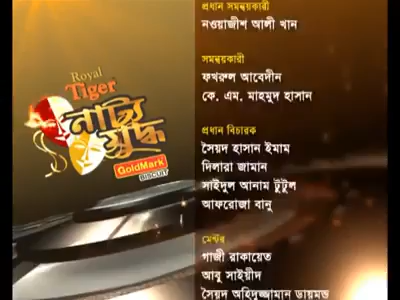 Royal
Tiger
নাট্য
যুদ্ধ
GoldMark
BISCUIT
প্রধান সমন্বয়কারী
নওয়াজীশ আলী খান
সমন্বয়কারী
ফখরুল আবেদীন
কে. এম. মাহমুদ হাসান
প্রধান বিচারক
সৈয়দ হাসান ইমাম
দিলারা জামান
সাইদুল আনাম টুটুল
আফরোজা বানু
মেন্টর
গাজী রাকায়েত
আবু সাইয়ীদ
সৈয়দ অহিদুজ্জামান ডায়মন্ড